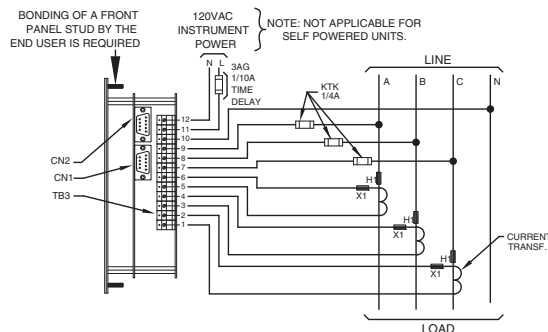 BONDING OF A FRONT
PANEL STUD BY THE
END USER IS REQUIRED
120VAC
INSTRUMENT
POWER
NOTE: NOT APPLICABLE FOR
SELF POWERED UNITS.
N L
3AG
1/10A
TIME
DELAY
KTK
1/4A
LINE
A B C N
12
11
10
9
8
7
6
5
4
3
2
1
CN2
CN1
TB3
H1
X1
H1
X1
H1
X1
CURRENT
TRANSF.
LOAD